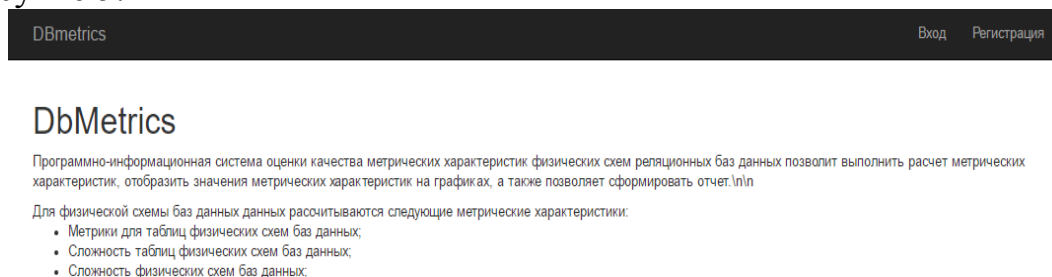 DBmetrics Вход Регистрация
DbMetrics
Программно-информационная система оценки качества метрических характеристик физических схем реляционных баз данных позволит выполнить расчет метрических
характеристик, отобразить значения метрических характеристик на графиках, а также позволяет сформировать отчет.\n\n
Для физической схемы баз данных данных рассчитываются следующие метрические характеристики:
• Метрики для таблиц физических схем баз данных;
• Сложность таблиц физических схем баз данных;
• Сложность физических схем баз данных;